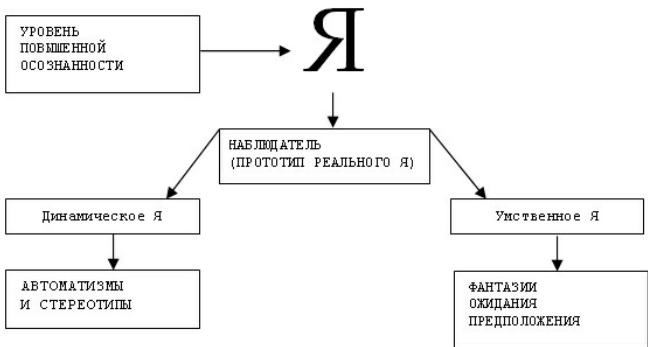 УРОВЕНЬ
ПОВЫШЕННОЙ
ОСОЗНАННОСТИ
Я
НАБЛЮДАТЕЛЬ
(ПРОТОТИП РЕАЛЬНОГО Я)
Динамическое Я
Умственное Я
АВТОМАТИЗМЫ
И СТЕРЕОТИПЫ
ФАНТАЗИИ
ОЖИДАНИЯ
ПРЕДПОЛОЖЕНИЯ